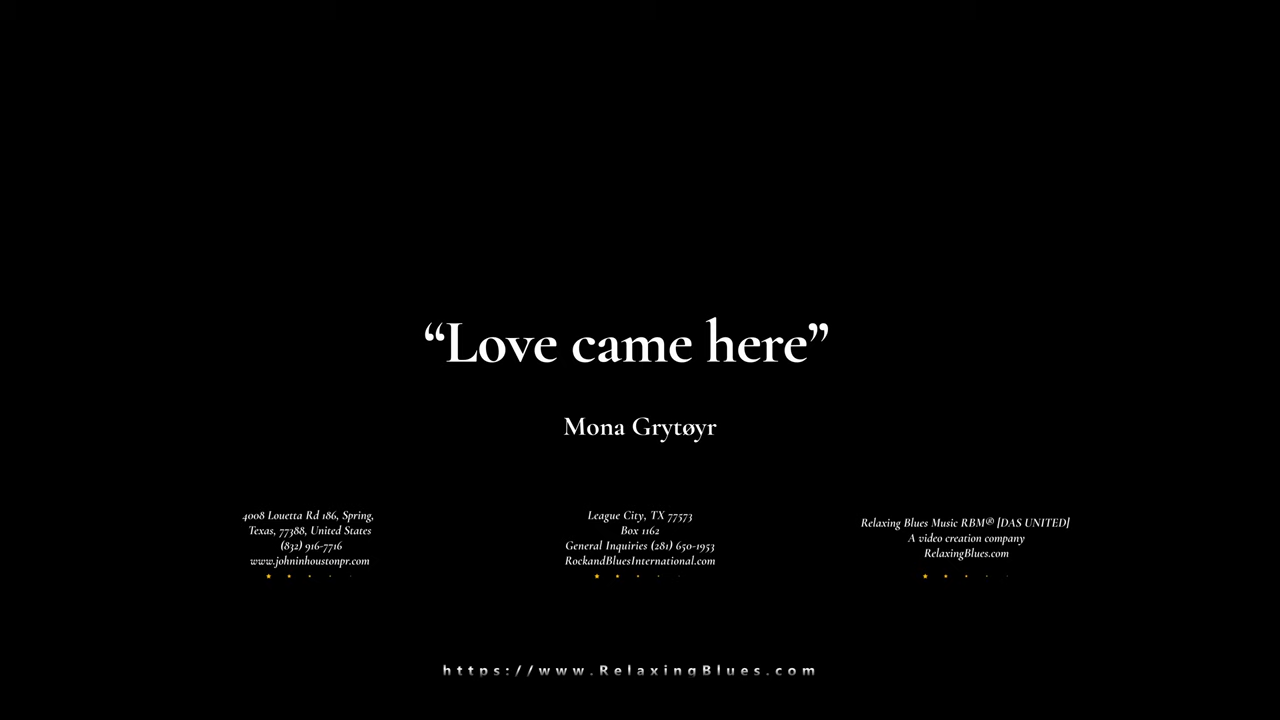 “Love came here”
Mona Grytøyr
4008 Louetta Rd 186, Spring,
Texas, 77388, United States
(832) 916-7716
www.johninhoustonpr.com
League City, TX 77573
Box 1162
General Inquiries (281) 650-1953
RockandBluesInternational.com
Relaxing Blues Music RBM® [DAS UNITED]
A video creation company
RelaxingBlues.com
https://www.RelaxingBlues.com